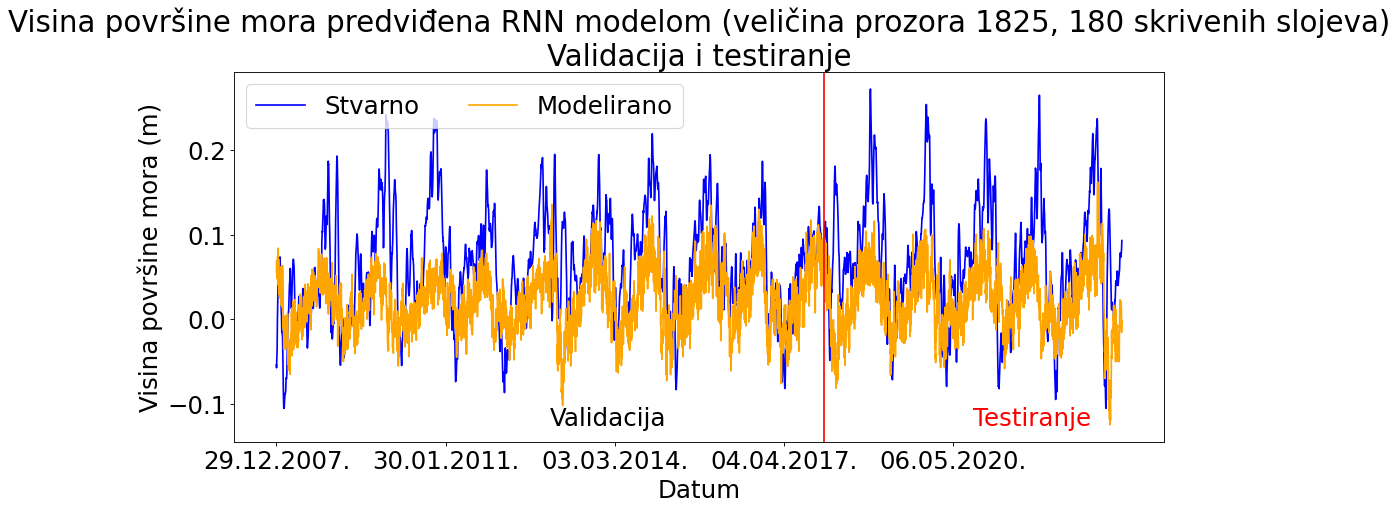 Visina površine mora predviđena RNN modelom (veličina prozora 1825, 180 skrivenih slojeva)
Validacija i testiranje
Stvarno Modelirano
Visina površine mora (m)
0.2
0.1
0.0
−0.1
Validacija Testiranje
29.12.2007. 30.01.2011. 03.03.2014. 04.04.2017. 06.05.2020.
Datum